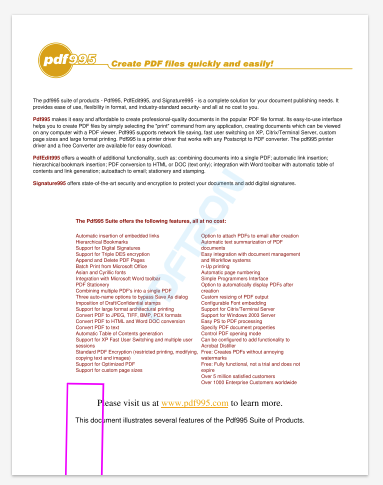 pdf995
Create PDF files quickly and easily!
The pdf995 suite of products - Pdf995, PdfEdit995, and Signature995 - is a complete solution for your document publishing needs. It
provides ease of use, flexibility in format, and industry-standard security- and all at no cost to you.
Pdf995 makes it easy and affordable to create professional-quality documents in the popular PDF file format. Its easy-to-use interface
helps you to create PDF files by simply selecting the "print" command from any application, creating documents which can be viewed
on any computer with a PDF viewer. Pdf995 supports network file saving, fast user switching on XP, Citrix/Terminal Server, custom
page sizes and large format printing. Pdf995 is a printer driver that works with any Postscript to PDF converter. The pdf995 printer
driver and a free Converter are available for easy download.
PdfEdit995 offers a wealth of additional functionality, such as: combining documents into a single PDF; automatic link insertion;
hierarchical bookmark insertion; PDF conversion to HTML or DOC (text only); integration with Word toolbar with automatic table of
contents and link generation; autoattach to email; stationery and stamping.
Signature995 offers state-of-the-art security and encryption to protect your documents and add digital signatures.
The Pdf995 Suite offers the following features, all at no cost:
Automatic insertion of embedded links
Hierarchical Bookmarks
Support for Digital Signatures
Support for Triple DES encryption
Append and Delete PDF Pages
Batch Print from Microsoft Office
Asian and Cyrillic fonts
Integration with Microsoft Word toolbar
PDF Stationery
Combining multiple PDF's into a single PDF
Three auto-name options to bypass Save As dialog
Imposition of Draft/Confidential stamps
Support for large format architectural printing
Convert PDF to JPEG, TIFF, BMP, PCX formats
Convert PDF to HTML and Word DOC conversion
Convert PDF to text
Automatic Table of Contents generation
Support for XP Fast User Switching and multiple user
sessions
Standard PDF Encryption (restricted printing, modifying,
copying text and images)
Support for Optimized PDF
Support for custom page sizes
Option to attach PDFs to email after creation
Automatic text summarization of PDF
documents
Easy integration with document management
and Workflow systems
n-Up printing
Automatic page numbering
Simple Programmers Interface
Option to automatically display PDFs after
creation
Custom resizing of PDF output
Configurable Font embedding
Support for Citrix/Terminal Server
Support for Windows 2003 Server
Easy PS to PDF processing
Specify PDF document properties
Control PDF opening mode
Can be configured to add functionality to
Acrobat Distiller
Free: Creates PDFs without annoying
watermarks
Free: Fully functional, not a trial and does not
expire
Over 5 million satisfied customers
Over 1000 Enterprise Customers worldwide
Please visit us at www.pdf995.com to learn more.
This document illustrates several features of the Pdf995 Suite of Products.